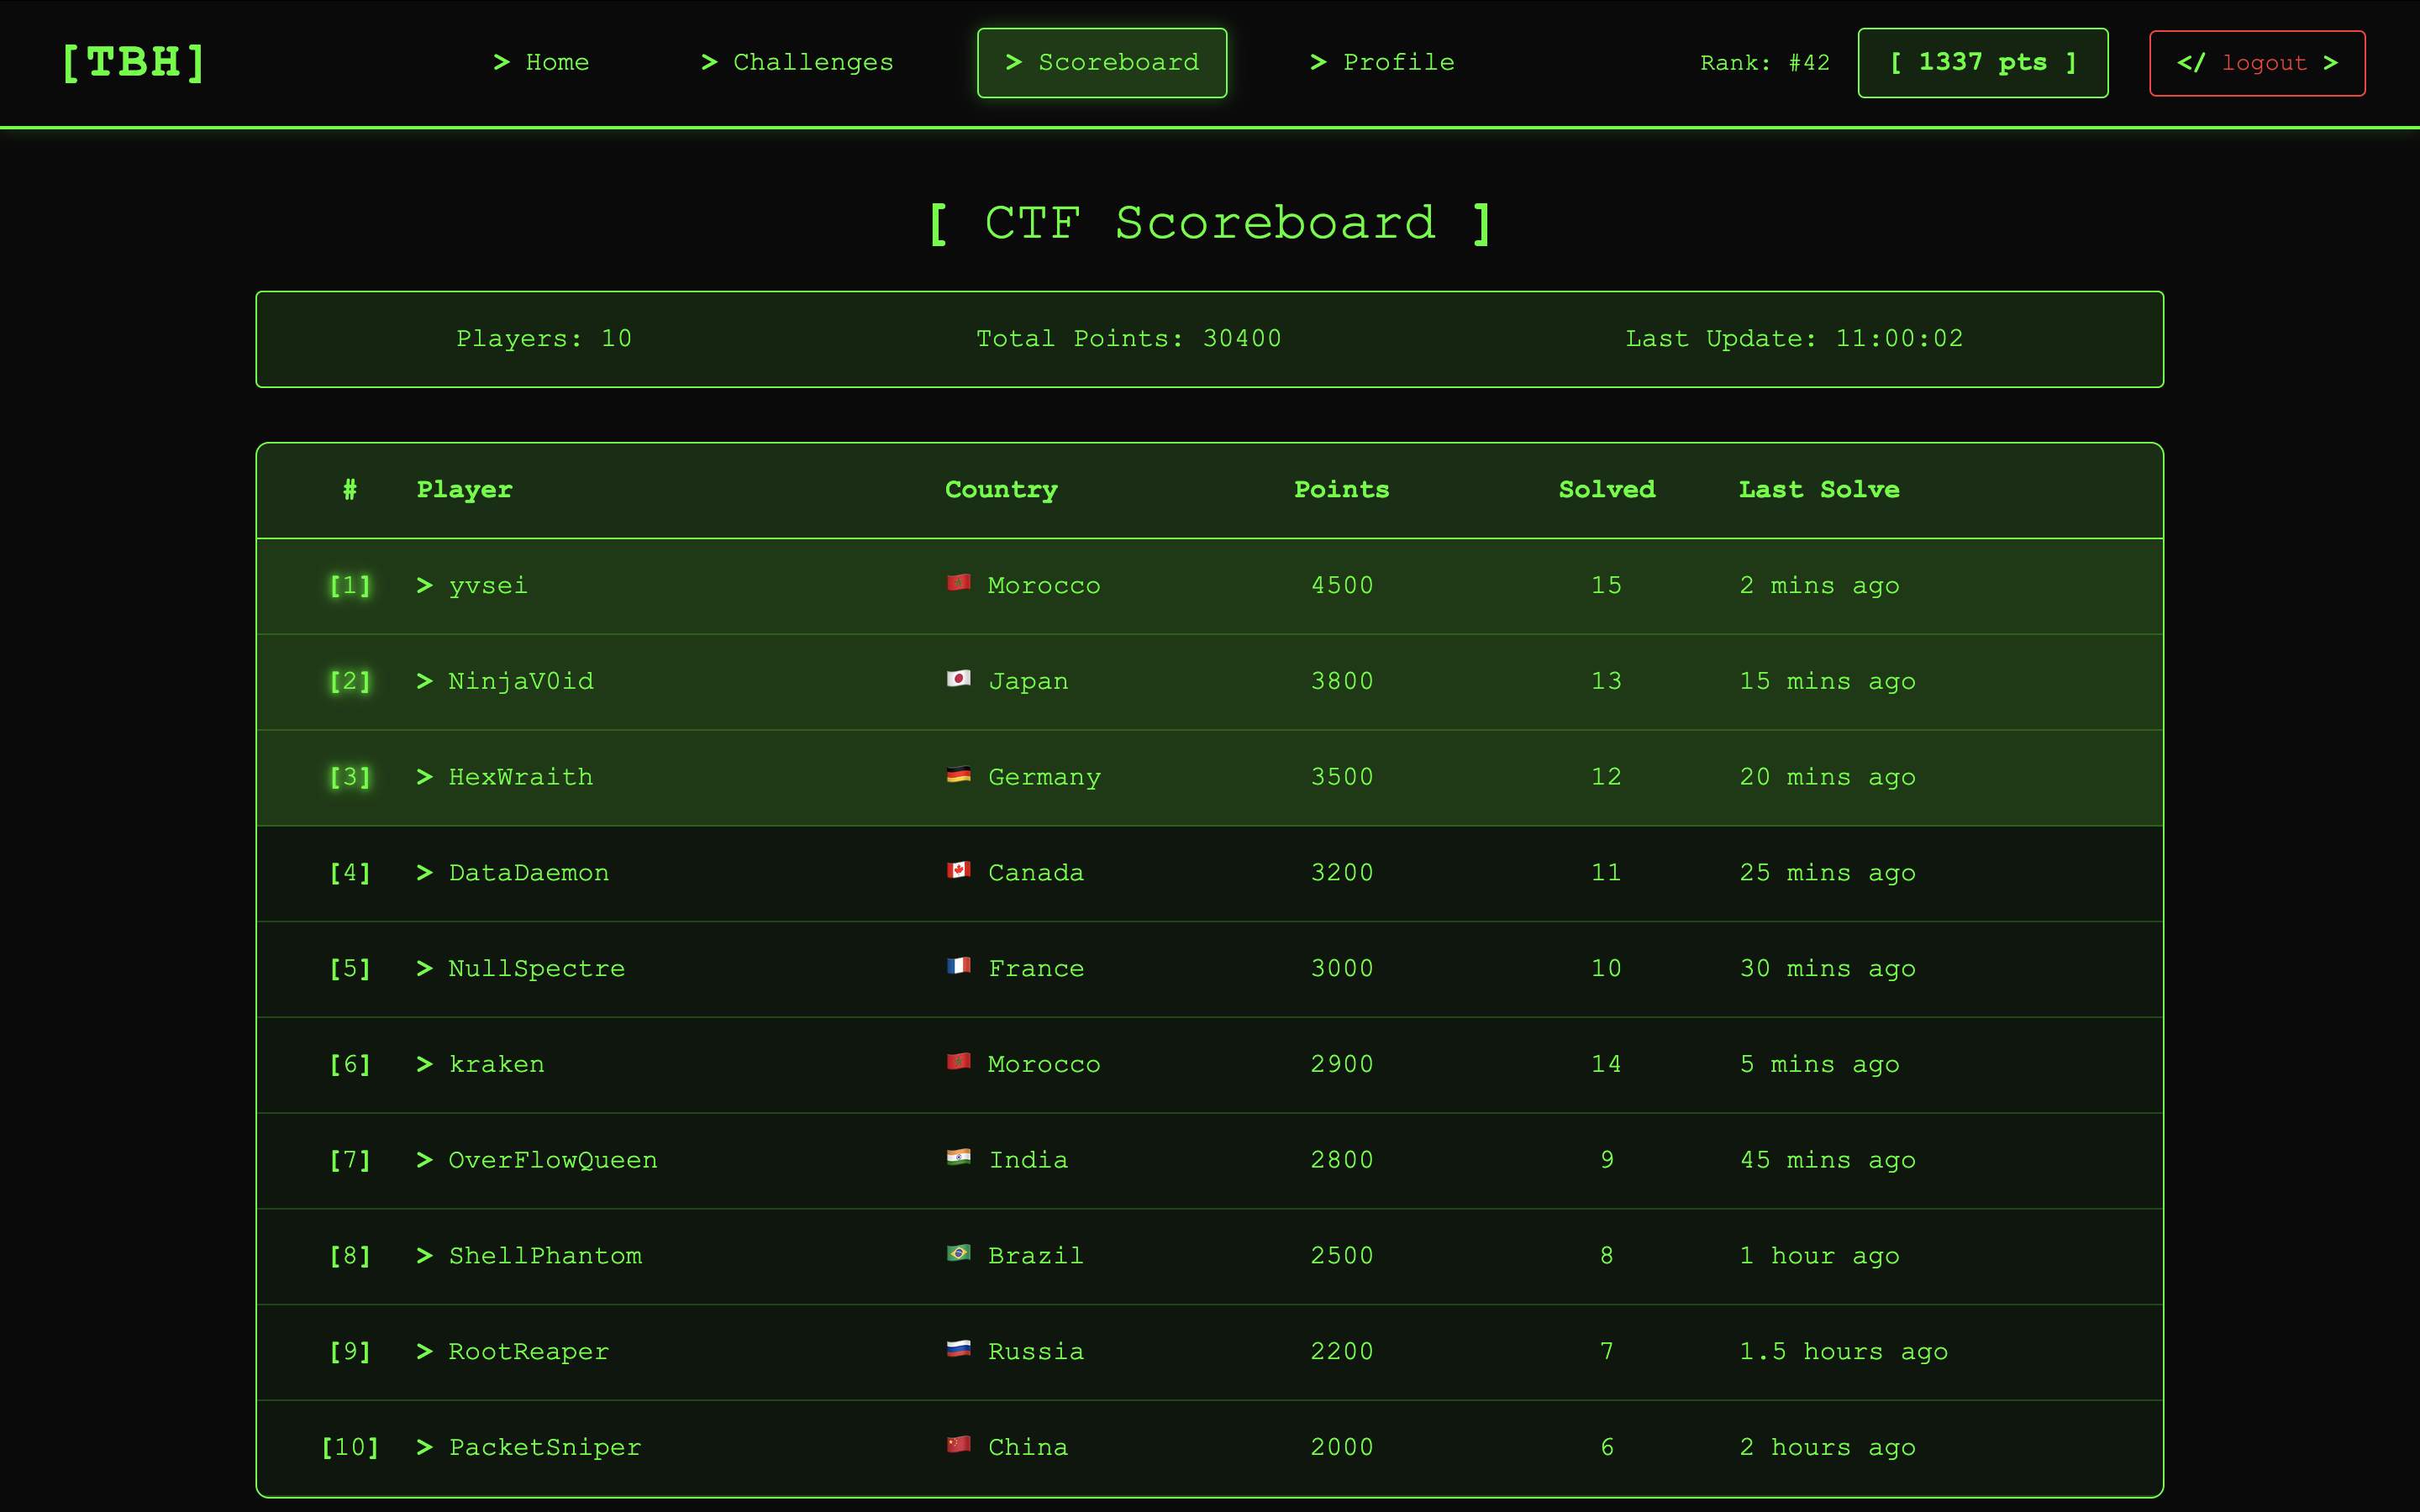 [TBH] > Home > Challenges > Scoreboard > Profile Rank: #42 [ 1337 pts ] </ logout >
[ CTF Scoreboard ]
Players: 10 Total Points: 30400 Last Update: 11:00:02
# Player Country Points Solved Last Solve
[1] > yvsei Morocco 4500 15 2 mins ago
[2] > NinjaV0id Japan 3800 13 15 mins ago
[3] > HexWraith Germany 3500 12 20 mins ago
[4] > DataDaemon Canada 3200 11 25 mins ago
[5] > NullSpectre France 3000 10 30 mins ago
[6] > kraken Morocco 2900 14 5 mins ago
[7] > OverFlowQueen India 2800 9 45 mins ago
[8] > ShellPhantom Brazil 2500 8 1 hour ago
[9] > RootReaper Russia 2200 7 1.5 hours ago
[10] > PacketSniper China 2000 6 2 hours ago